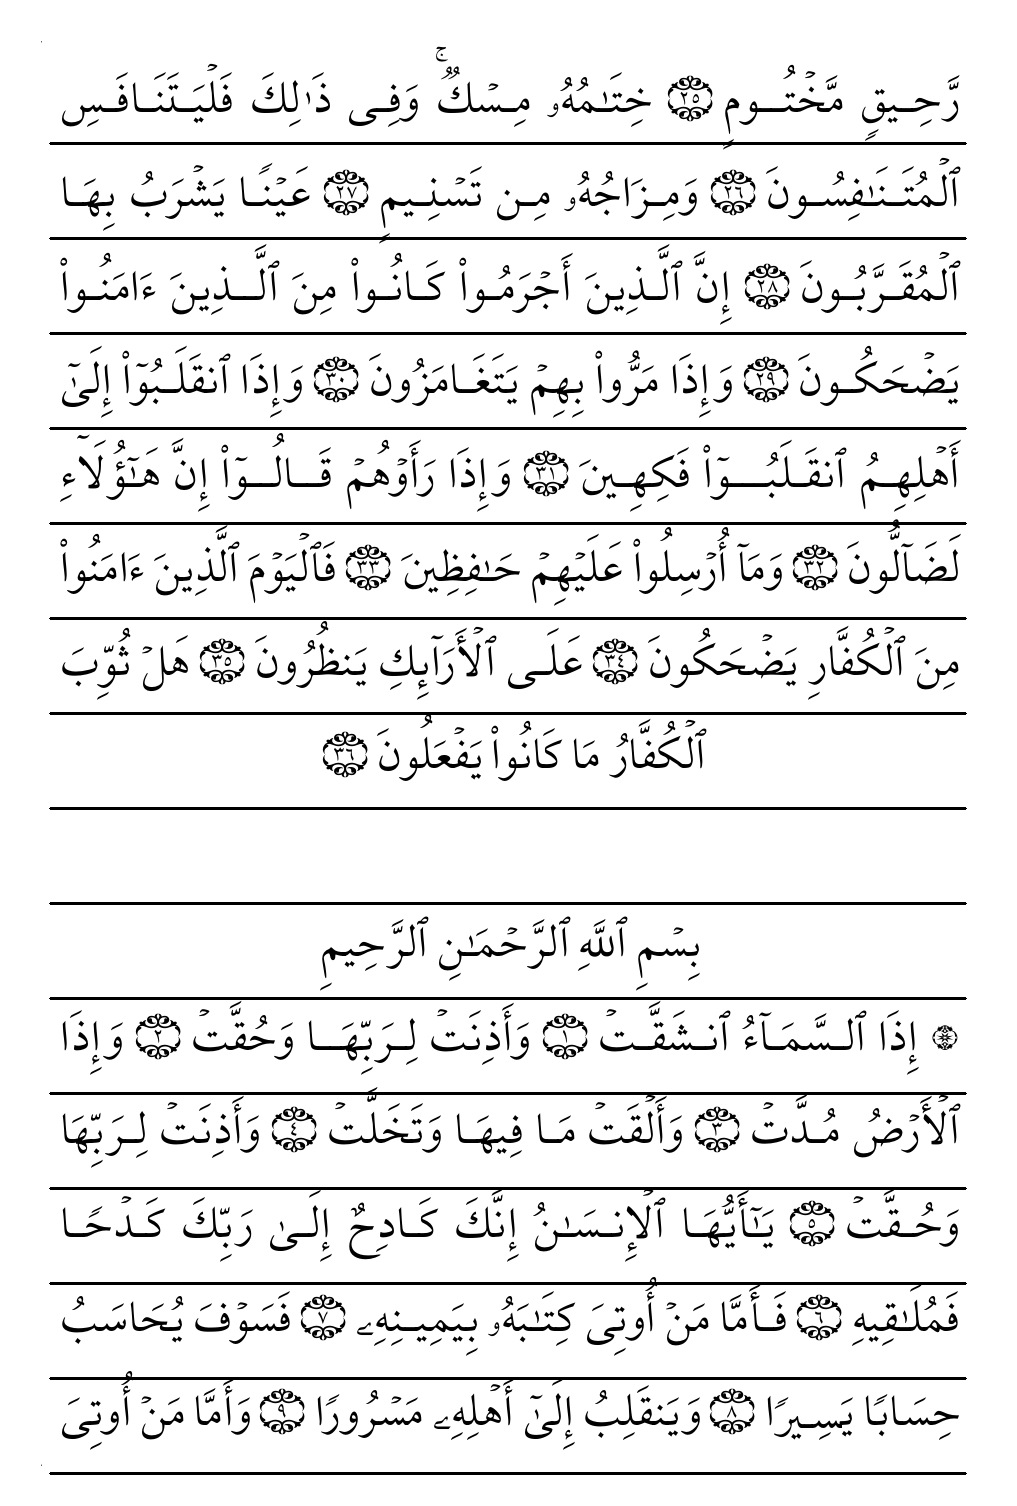 رَّحِيقٖ مَّخۡتُومٍ ٢٥ خِتَٰمُهُۥ مِسۡكٞۚ وَفِي ذَٰلِكَ فَلۡيَتَنَافَسِ
ٱلۡمُتَنَٰفِسُونَ ٢٦ وَمِزَاجُهُۥ مِن تَسۡنِيمٍ ٢٧ عَيۡنٗا يَشۡرَبُ بِهَا
ٱلۡمُقَرَّبُونَ ٢٨ إِنَّ ٱلَّذِينَ أَجۡرَمُواْ كَانُواْ مِنَ ٱلَّذِينَ ءَامَنُواْ
يَضۡحَكُونَ ٢٩ وَإِذَا مَرُّواْ بِهِمۡ يَتَغَامَزُونَ ٣٠ وَإِذَا ٱنقَلَبُوٓاْ إِلَىٰٓ
أَهۡلِهِمُ ٱنقَلَبُوٓاْ فَكِهِينَ ٣١ وَإِذَا رَأَوۡهُمۡ قَالُوٓاْ إِنَّ هَٰٓؤُلَآءِ
لَضَآلُّونَ ٣٢ وَمَآ أُرۡسِلُواْ عَلَيۡهِمۡ حَٰفِظِينَ ٣٣ فَٱلۡيَوۡمَ ٱلَّذِينَ ءَامَنُواْ
مِنَ ٱلۡكُفَّارِ يَضۡحَكُونَ ٣٤ عَلَى ٱلۡأَرَآئِكِ يَنظُرُونَ ٣٥ هَلۡ ثُوِّبَ
ٱلۡكُفَّارُ مَا كَانُواْ يَفۡعَلُونَ ٣٦
بِسۡمِ ٱللَّهِ ٱلرَّحۡمَٰنِ ٱلرَّحِيمِ
۞ إِذَا ٱلسَّمَآءُ ٱنشَقَّتۡ ١ وَأَذِنَتۡ لِرَبِّهَا وَحُقَّتۡ ٢ وَإِذَا
ٱلۡأَرۡضُ مُدَّتۡ ٣ وَأَلۡقَتۡ مَا فِيهَا وَتَخَلَّتۡ ٤ وَأَذِنَتۡ لِرَبِّهَا
وَحُقَّتۡ ٥ يَٰٓأَيُّهَا ٱلۡإِنسَٰنُ إِنَّكَ كَادِحٌ إِلَىٰ رَبِّكَ كَدۡحٗا
فَمُلَٰقِيهِ ٦ فَأَمَّا مَنۡ أُوتِيَ كِتَٰبَهُۥ بِيَمِينِهِۦ ٧ فَسَوۡفَ يُحَاسَبُ
حِسَابٗا يَسِيرٗا ٨ وَيَنقَلِبُ إِلَىٰٓ أَهۡلِهِۦ مَسۡرُورٗا ٩ وَأَمَّا مَنۡ أُوتِيَ